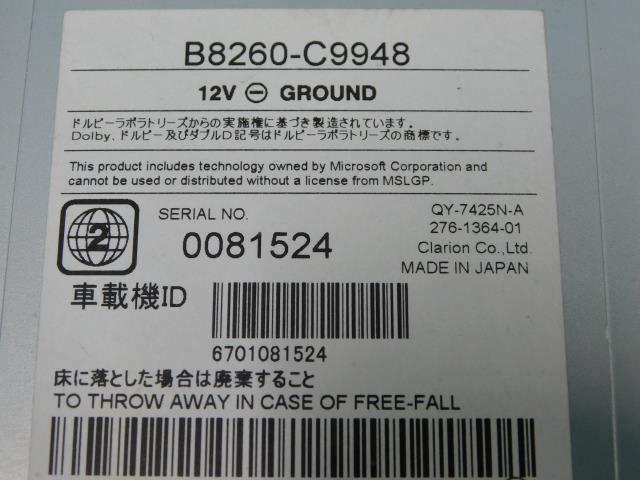 B8260-C9948
12V ⊖ GROUND
ドルビーラボラトリーズからの実施権に基づき製造されています。
Dolby、ドルビー及びダブルD記号はドルビーラボラトリーズの商標です。
This product includes technology owned by Microsoft Corporation and
cannot be used or distributed without a license from MSLGP.
2
SERIAL NO.
0081524
QY-7425N-A
276-1364-01
Clarion Co.,Ltd.
MADE IN JAPAN
車載機ID
6701081524
床に落とした場合は廃棄すること
TO THROW AWAY IN CASE OF FREE-FALL